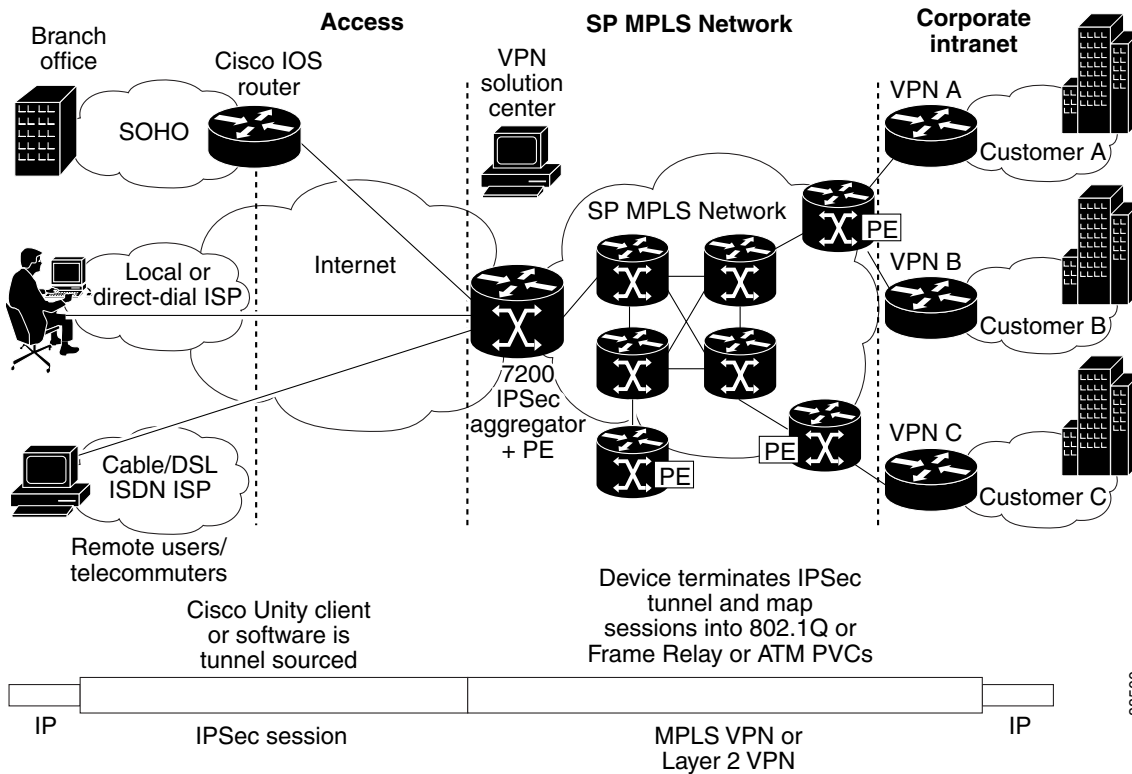 Branch
office
Access
SP MPLS Network
Corporate
intranet
Cisco IOS
router
VPN
solution
center
SOHO
VPN A
Customer A
SP MPLS Network
PE
Internet
Local or
direct-dial ISP
VPN B
Customer B
7200
IPSec
aggregator
+ PE
Cable/DSL
ISDN ISP
PE
PE
VPN C
Customer C
Remote users/
telecommuters
Cisco Unity client
or software is
tunnel sourced
Device terminates IPSec
tunnel and map
sessions into 802.1Q or
Frame Relay or ATM PVCs
IP
IPSec session
MPLS VPN or
Layer 2 VPN
IP